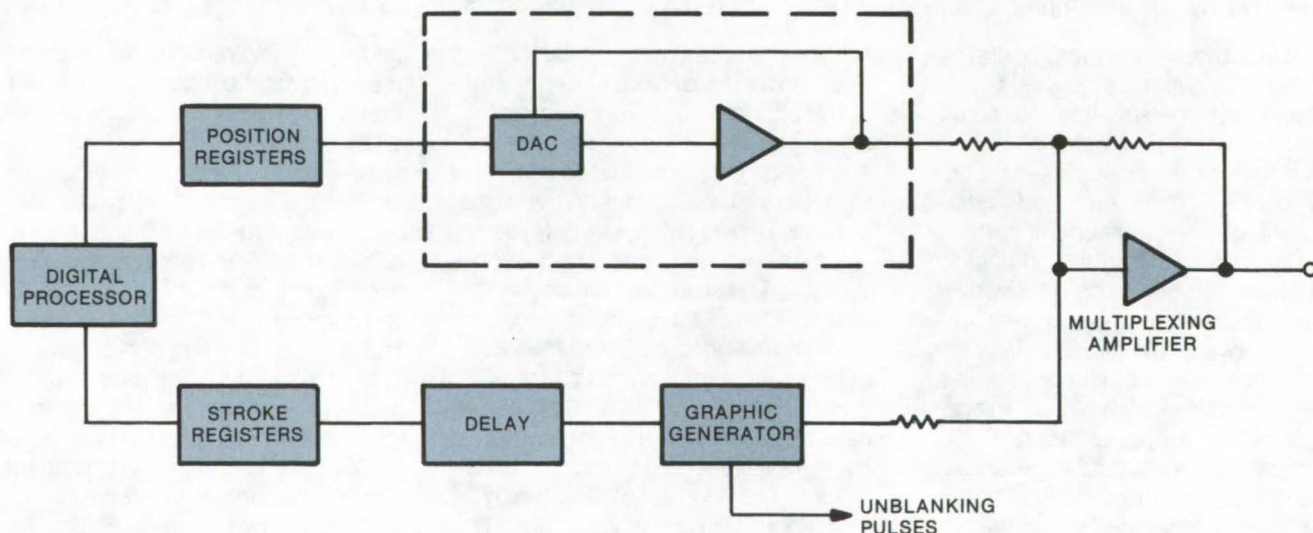 POSITION
REGISTERS
DAC
DIGITAL
PROCESSOR
MULTIPLEXING
AMPLIFIER
STROKE
REGISTERS
DELAY
GRAPHIC
GENERATOR
UNBLANKING
PULSES